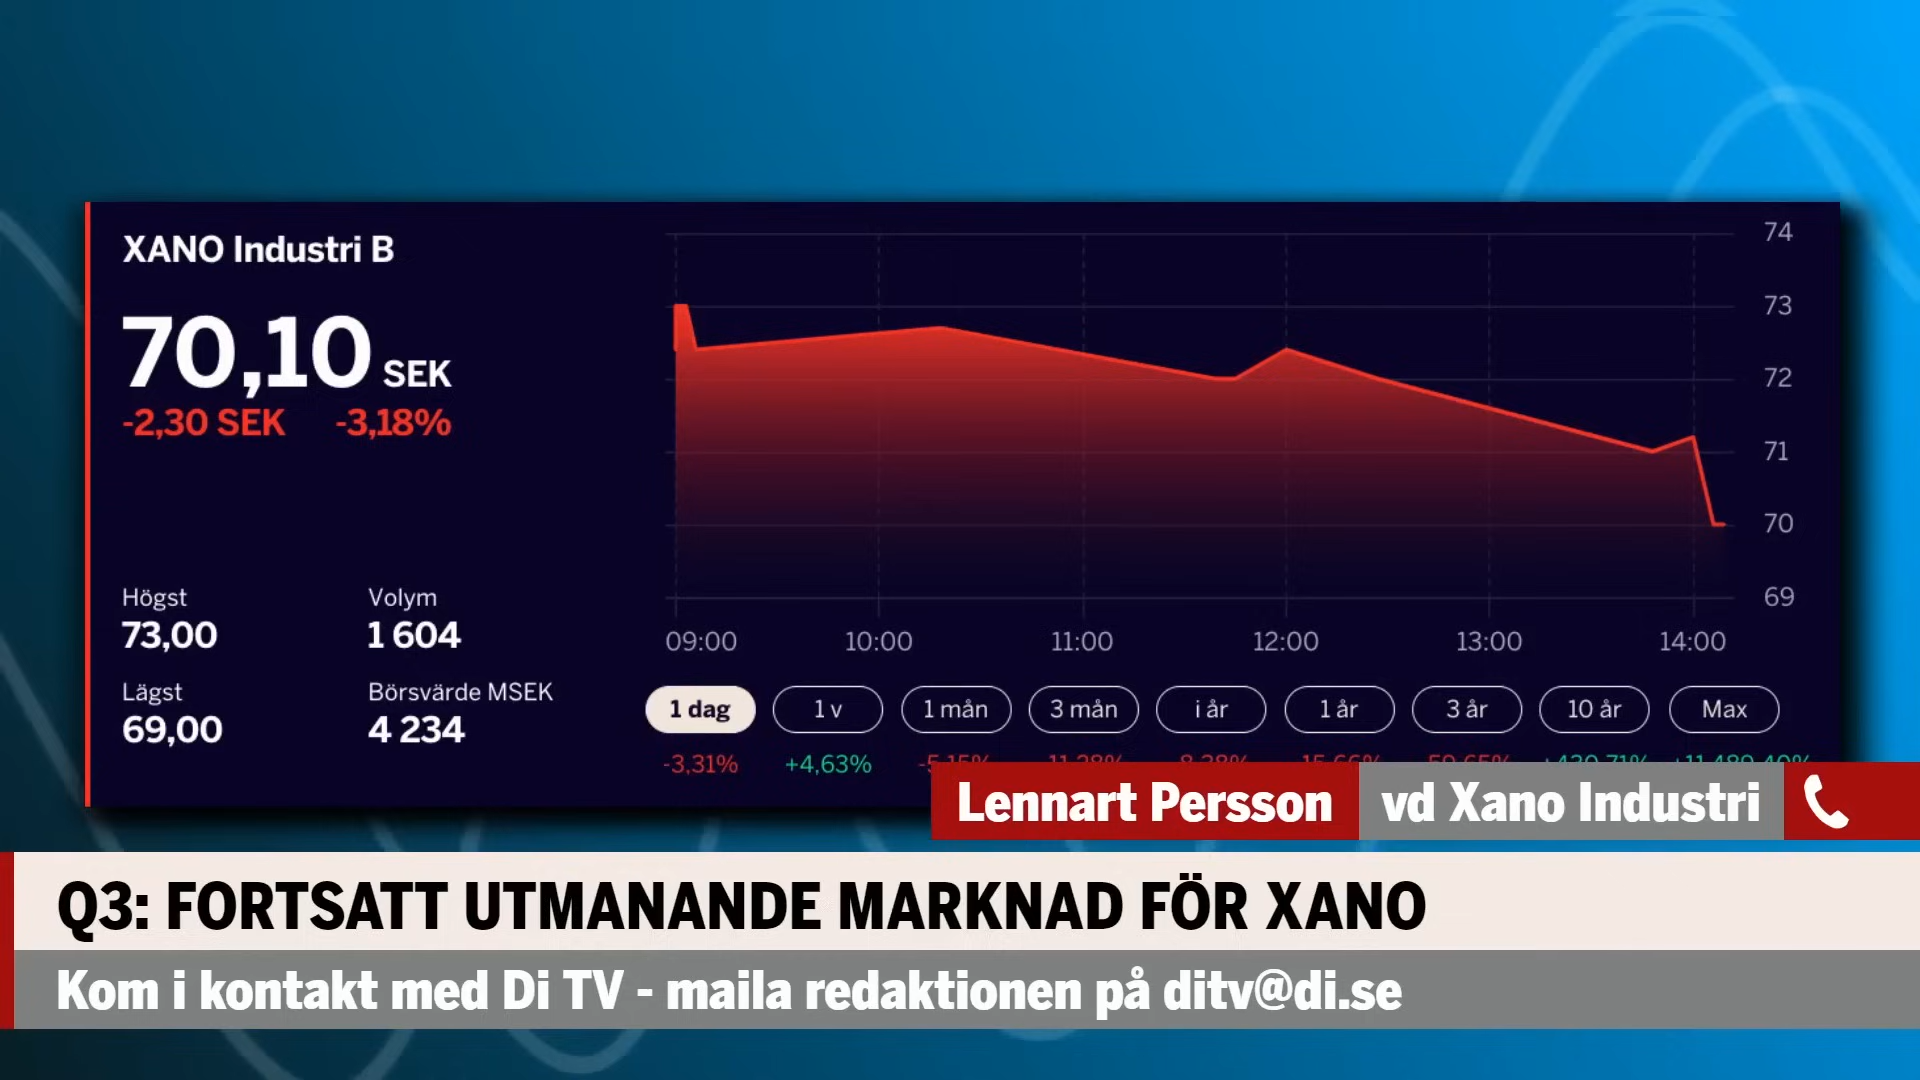 XANO Industri B
70,10 SEK
-2,30 SEK -3,18%
Högst Volym
73,00 1 604
Lägst Börsvärde MSEK
69,00 4 234
74
73
72
71
70
69
09:00 10:00 11:00 12:00 13:00 14:00
1 dag 1 v 1 mån 3 mån i år 1 år 3 år 10 år Max
-3,31% +4,63%
Lennart Persson vd Xano Industri
Q3: FORTSATT UTMANANDE MARKNAD FÖR XANO
Kom i kontakt med Di TV - maila redaktionen på ditv@di.se